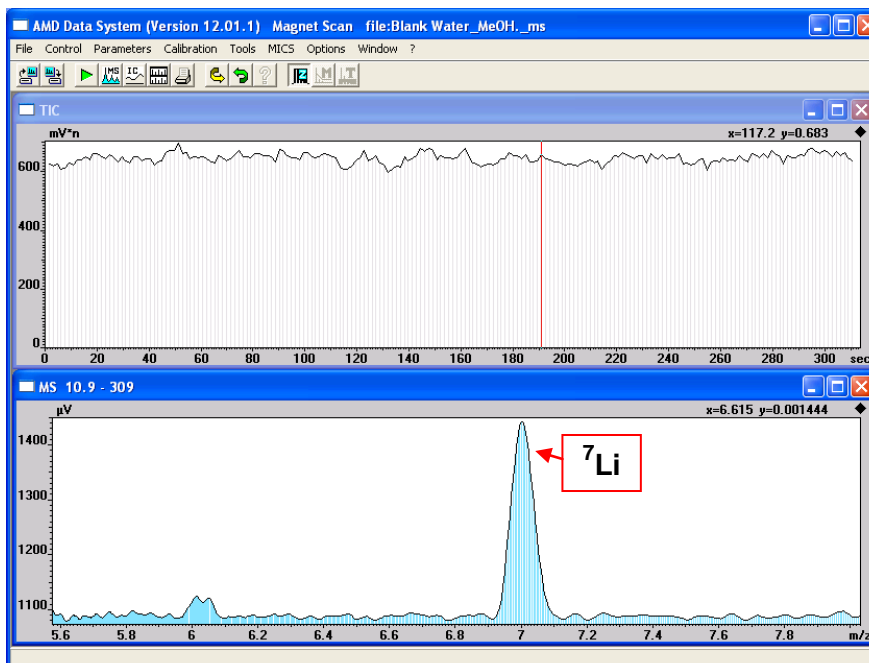 AMD Data System (Version 12.01.1) Magnet Scan file:Blank Water_MeOH._ms
File Control Parameters Calibration Tools MICS Options Window ?
MS IC
TIC
mV*n x=117.2 y=0.683
600
400
200
0
0 20 40 60 80 100 120 140 160 180 200 220 240 260 280 300 sec
MS 10.9 - 309
µV x=6.615 y=0.001444
1400
⁷Li
1300
1200
1100
5.6 5.8 6 6.2 6.4 6.6 6.8 7 7.2 7.4 7.6 7.8 m/z